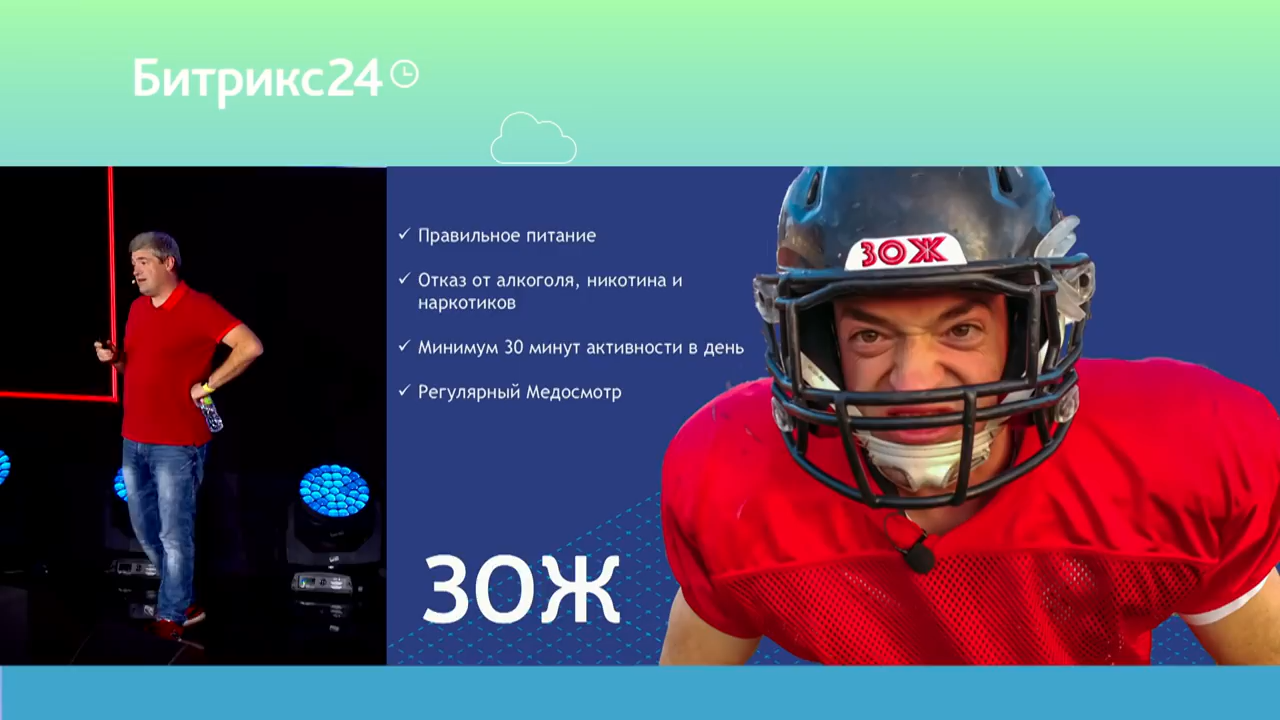 Битрикс24
Правильное питание
Отказ от алкоголя, никотина и
наркотиков
Минимум 30 минут активности в день
Регулярный Медосмотр
ЗОЖ
ЗОЖ